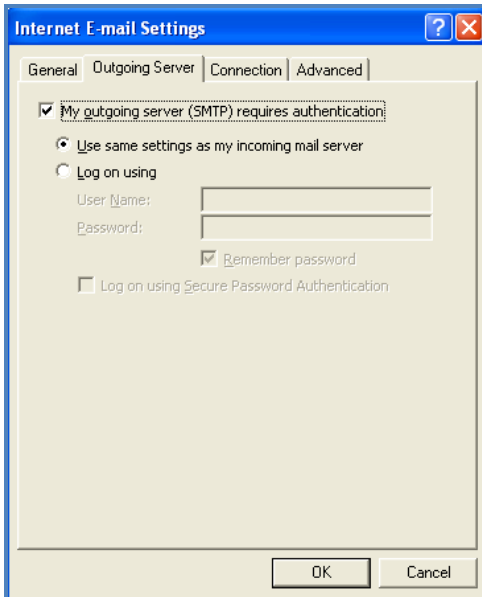 Internet E-mail Settings
General Outgoing Server Connection Advanced
My outgoing server (SMTP) requires authentication
Use same settings as my incoming mail server
Log on using
User Name:
Password:
Remember password
Log on using Secure Password Authentication
OK Cancel